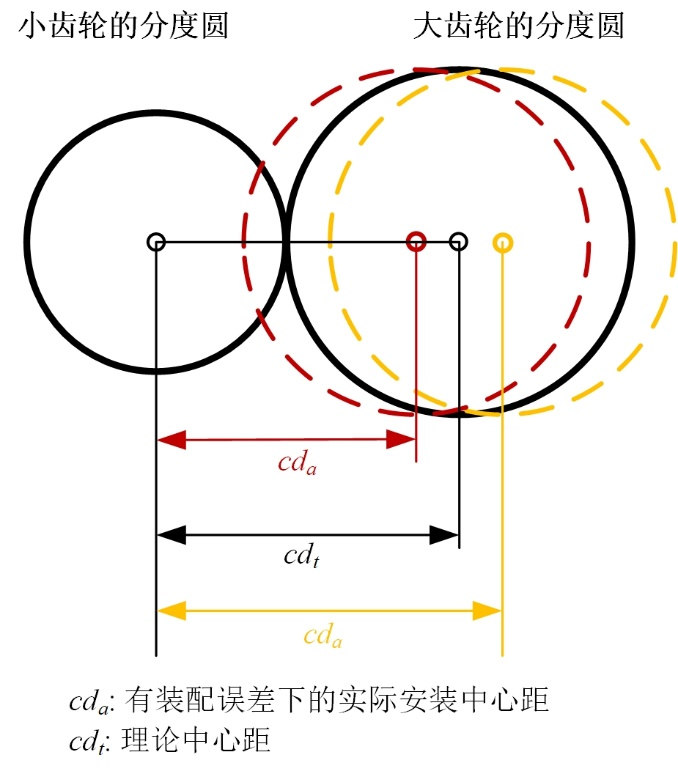 小齿轮的分度圆
大齿轮的分度圆
cdₐ
cdₜ
cdₐ
cdₐ: 有装配误差下的实际安装中心距
cdₜ: 理论中心距